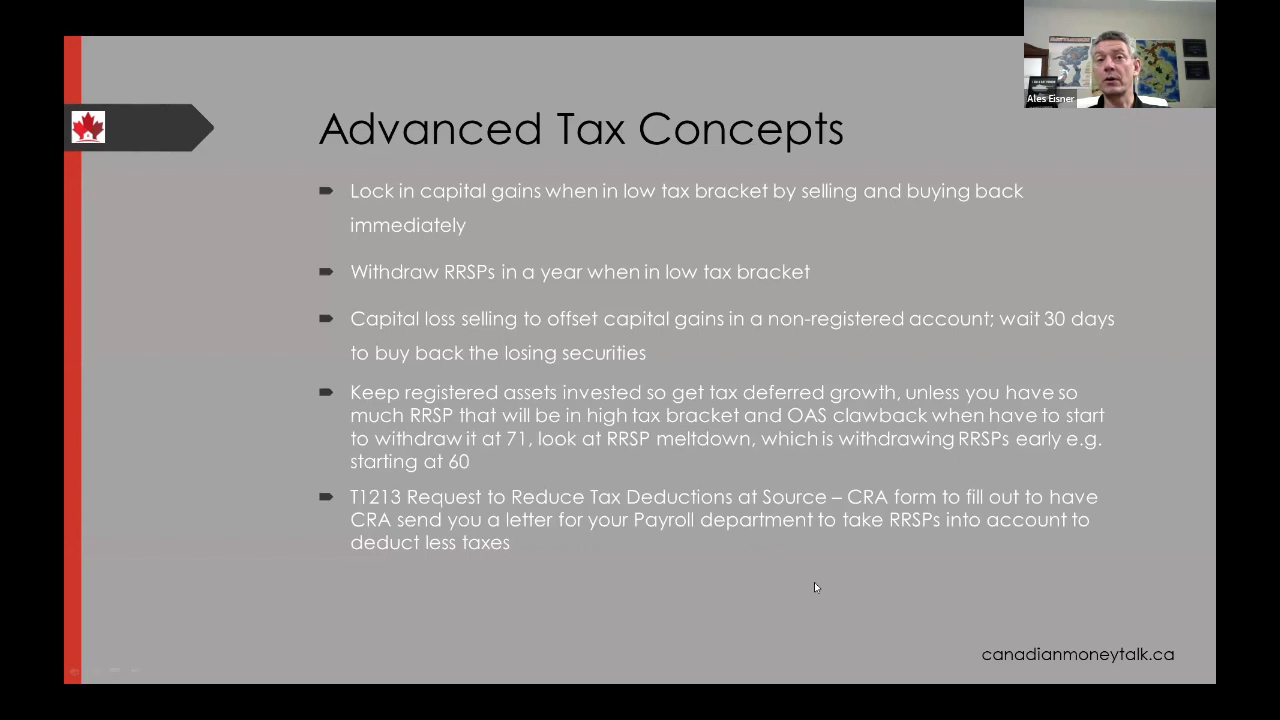 Ales Eisner
Advanced Tax Concepts
Lock in capital gains when in low tax bracket by selling and buying back
immediately
Withdraw RRSPs in a year when in low tax bracket
Capital loss selling to offset capital gains in a non-registered account; wait 30 days
to buy back the losing securities
Keep registered assets invested so get tax deferred growth, unless you have so
much RRSP that will be in high tax bracket and OAS clawback when have to start
to withdraw it at 71, look at RRSP meltdown, which is withdrawing RRSPs early e.g.
starting at 60
T1213 Request to Reduce Tax Deductions at Source – CRA form to fill out to have
CRA send you a letter for your Payroll department to take RRSPs into account to
deduct less taxes
canadianmoneytalk.ca